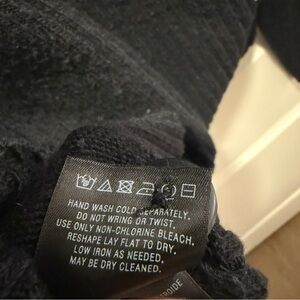 HAND WASH COLD SEPARATELY.
DO NOT WRING OR TWIST.
USE ONLY NON-CHLORINE BLEACH.
RESHAPE LAY FLAT TO DRY.
LOW IRON AS NEEDED.
MAY BE DRY CLEANED.